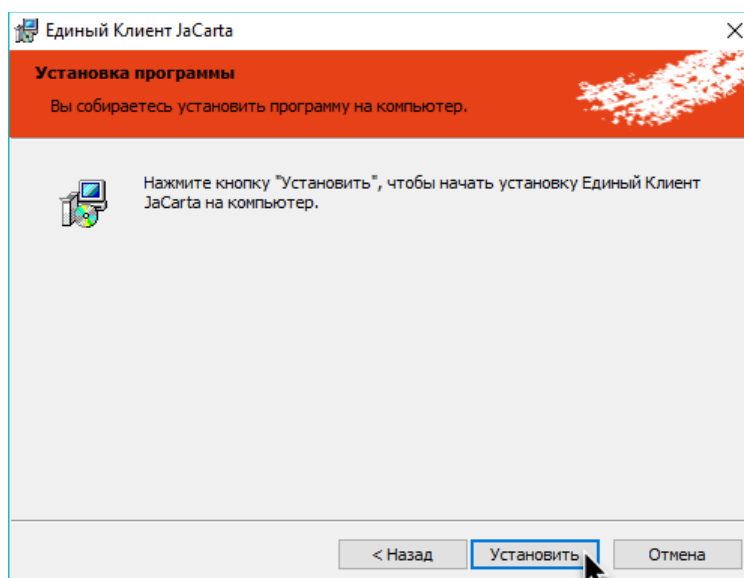 Единый Клиент JaCarta
Установка программы
Вы собираетесь установить программу на компьютер.
Нажмите кнопку "Установить", чтобы начать установку Единый Клиент
JaCarta на компьютер.
< Назад Установить Отмена